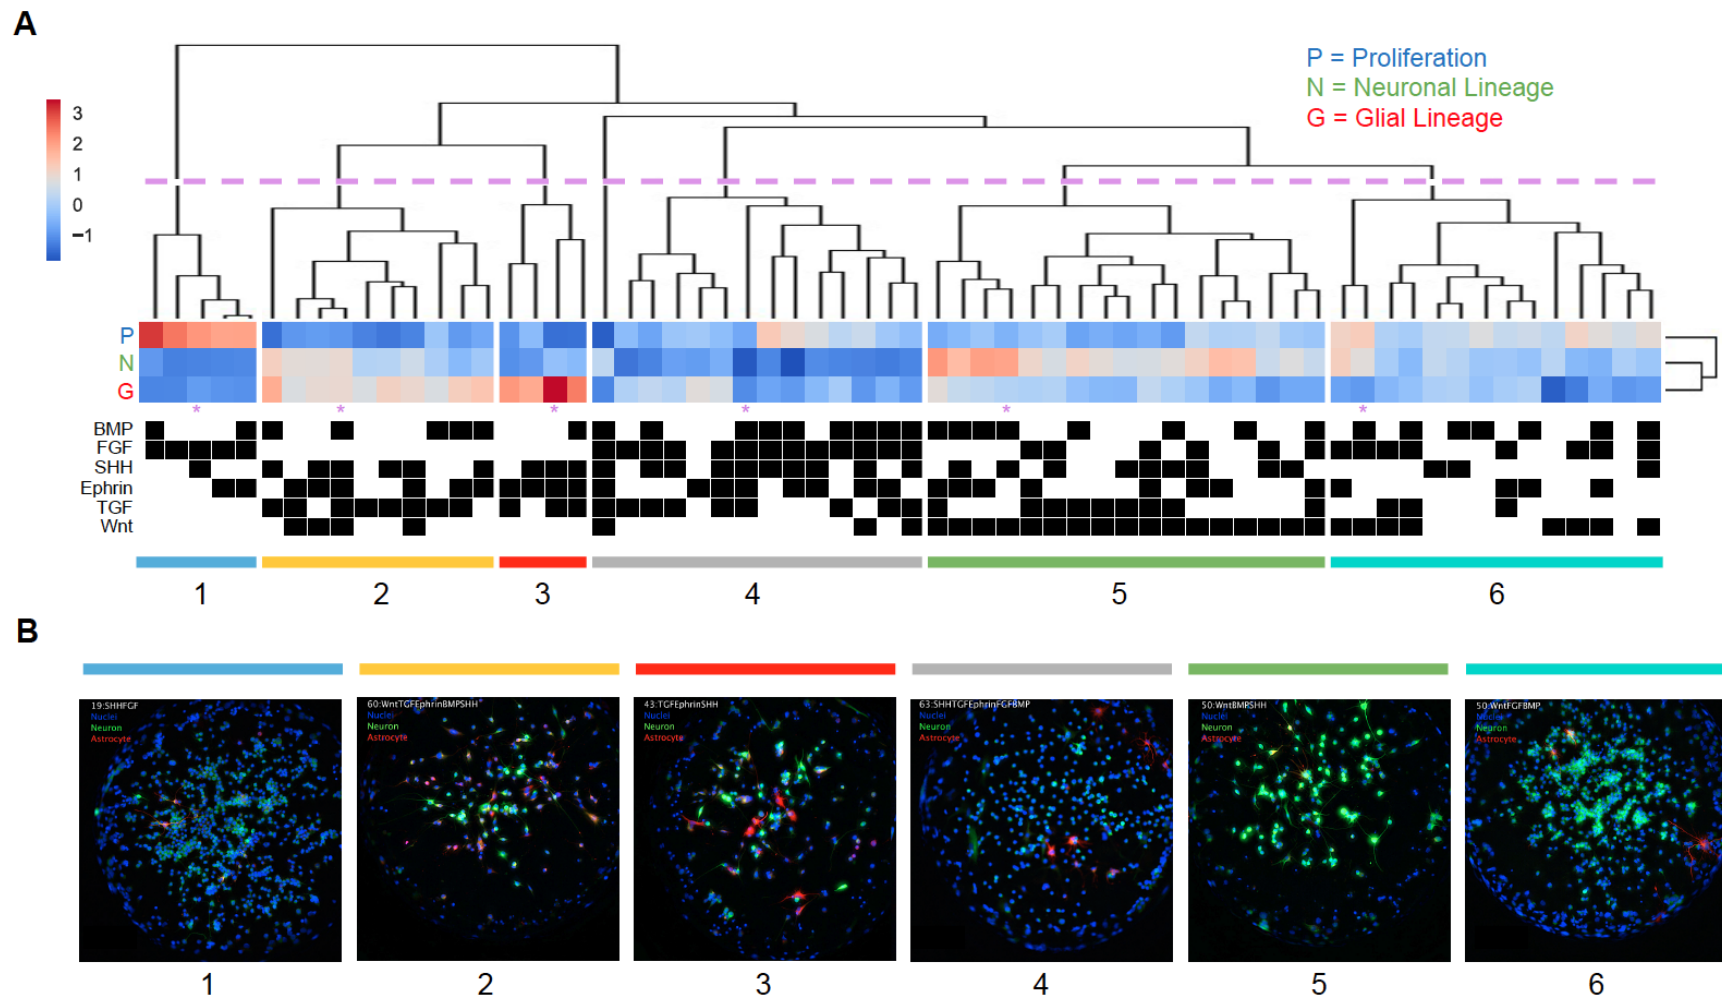 A
P = Proliferation
N = Neuronal Lineage
G = Glial Lineage
3
2
1
0
−1
P
N
G
* * * * * *
BMP
FGF
SHH
Ephrin
TGF
Wnt
1 2 3 4 5 6
B
19:SHHFGF
Nuclei
Neuron
Astrocyte
60:WntTGFEphrinBMPSHH
Nuclei
Neuron
Astrocyte
43:TGFEphrinSHH
Nuclei
Neuron
Astrocyte
63:SHHTGFEphrinFGFBMP
Nuclei
Neuron
Astrocyte
50:WntBMPSHH
Nuclei
Neuron
Astrocyte
50:WntFGFBMP
Nuclei
Neuron
Astrocyte
1 2 3 4 5 6